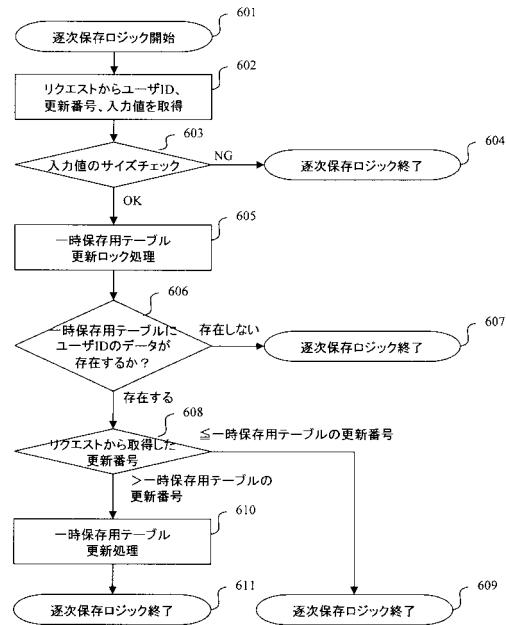 601
逐次保存ロジック開始
602
リクエストからユーザID、
更新番号、入力値を取得
603
入力値のサイズチェック
NG
604
逐次保存ロジック終了
OK
605
一時保存用テーブル
更新ロック処理
606
一時保存用テーブルに
ユーザIDのデータが
存在するか？
存在しない
607
逐次保存ロジック終了
存在する
608
リクエストから取得した
更新番号
≦一時保存用テーブルの更新番号
＞一時保存用テーブルの
更新番号
610
一時保存用テーブル
更新処理
611
逐次保存ロジック終了
609
逐次保存ロジック終了